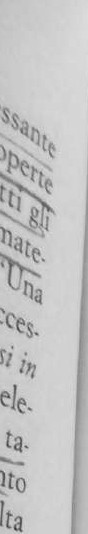 ssante
operte
tti gli
mate-
Una
cces-
si in
ele-
ta-
nto
lta